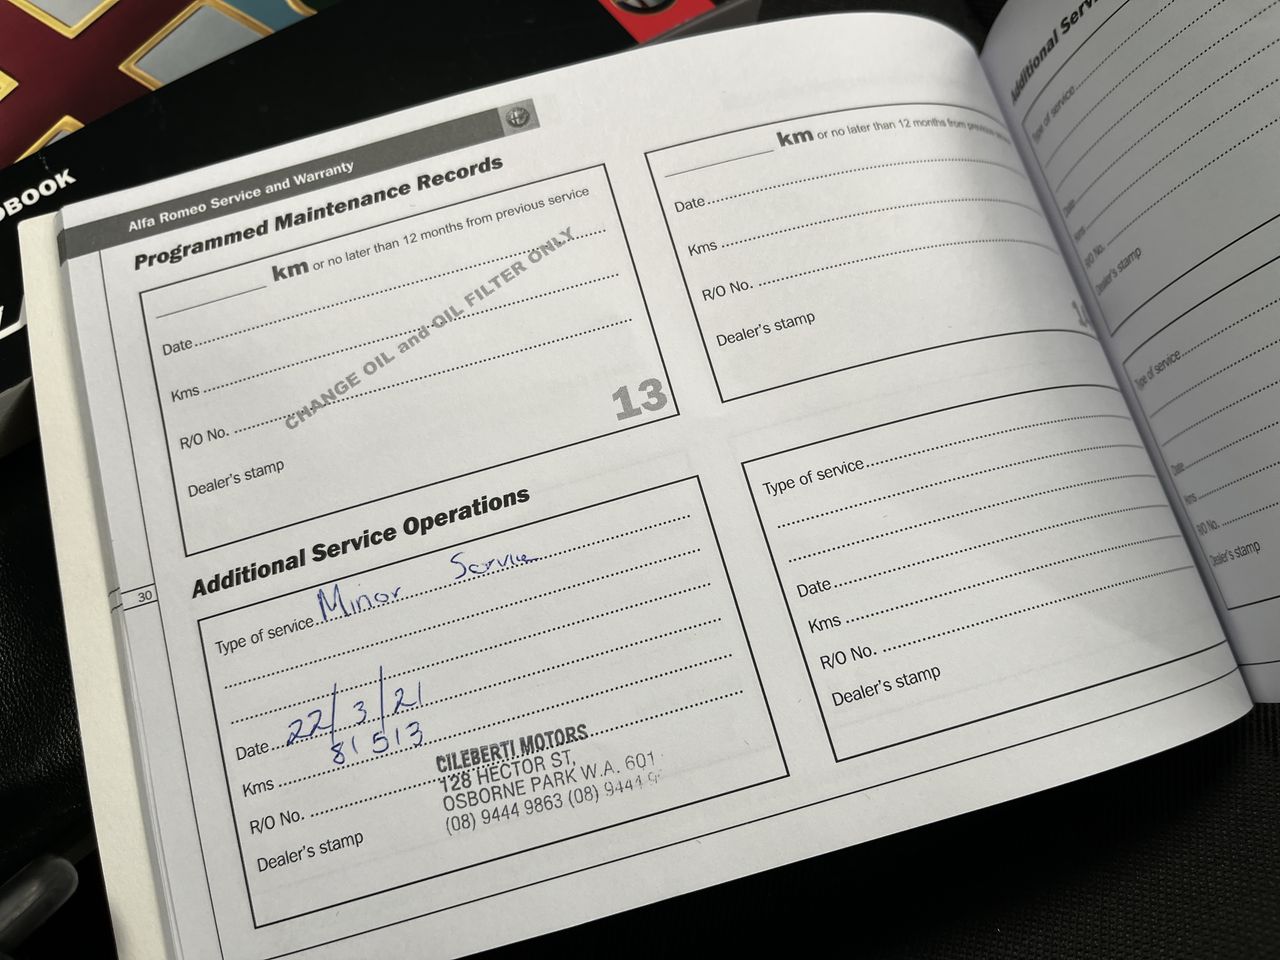 DBOOK
Alfa Romeo Service and Warranty
Programmed Maintenance Records
km or no later than 12 months from previous service
Date
Kms
R/O No.
Dealer's stamp
CHANGE OIL and OIL FILTER ONLY
13
km or no later than 12 months from previous
Date
Kms
R/O No.
Dealer's stamp
Additional Service Operations
Type of service Minor Service
Date 22/3/21
Kms 81513
R/O No.
Dealer's stamp
CILEBERTI MOTORS
128 HECTOR ST,
OSBORNE PARK W.A. 601
(08) 9444 9863 (08) 9444
30
Type of service
Date
Kms
R/O No.
Dealer's stamp
Additional Serv
Type of service
Date
Kms
R/O No.
Dealer's stamp
Type of service
Date
Kms
R/O No.
Dealer's stamp